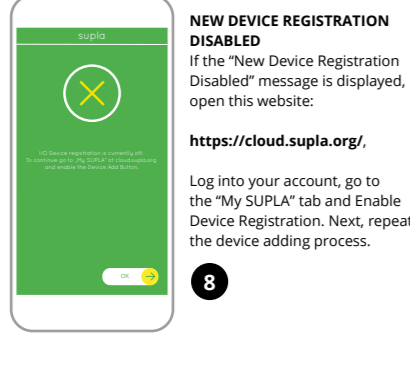 supla
I/O Device registration is currently off.
To continue go to „My SUPLA" at cloud.supla.org
and enable the Device Add Button.
OK
NEW DEVICE REGISTRATION
DISABLED
If the “New Device Registration
Disabled” message is displayed,
open this website:
https://cloud.supla.org/,
Log into your account, go to
the “My SUPLA” tab and Enable
Device Registration. Next, repeat
the device adding process.
8